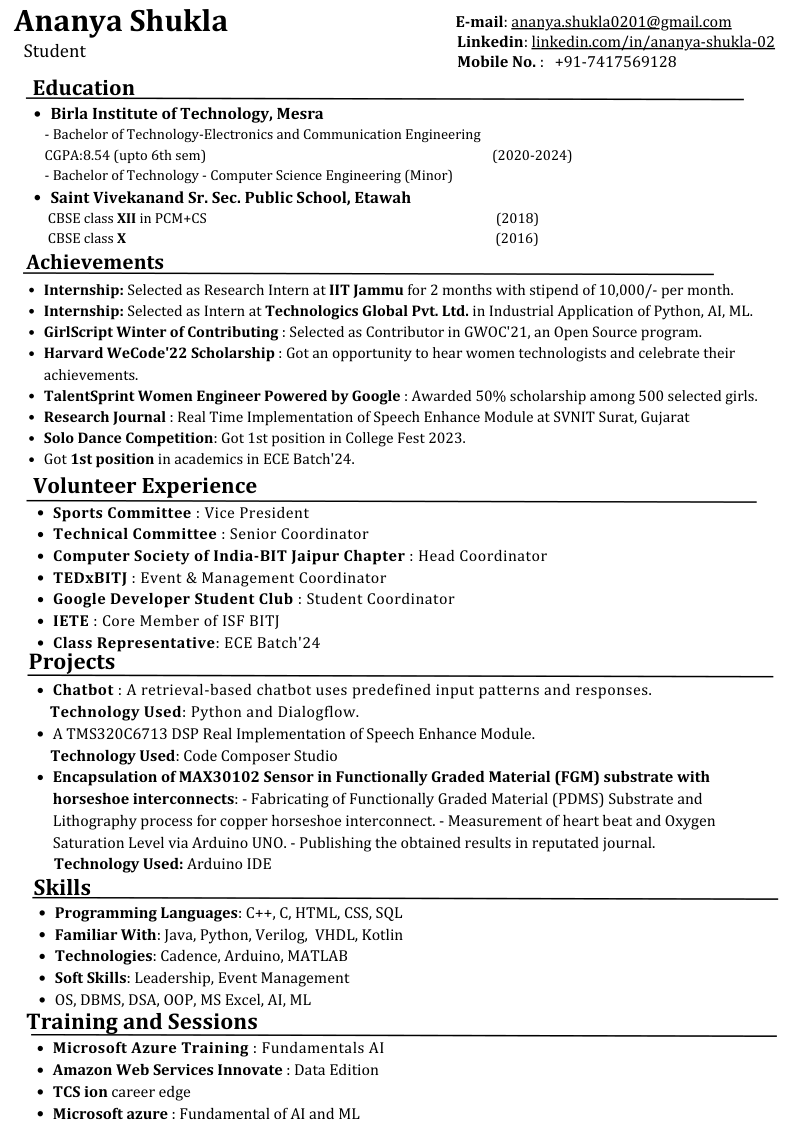 Ananya Shukla
Student
E-mail: ananya.shukla0201@gmail.com
Linkedin: linkedin.com/in/ananya-shukla-02
Mobile No. : +91-7417569128
Education
• Birla Institute of Technology, Mesra
- Bachelor of Technology-Electronics and Communication Engineering
CGPA:8.54 (upto 6th sem) (2020-2024)
- Bachelor of Technology - Computer Science Engineering (Minor)
• Saint Vivekanand Sr. Sec. Public School, Etawah
CBSE class XII in PCM+CS (2018)
CBSE class X (2016)
Achievements
• Internship: Selected as Research Intern at IIT Jammu for 2 months with stipend of 10,000/- per month.
• Internship: Selected as Intern at Technologics Global Pvt. Ltd. in Industrial Application of Python, AI, ML.
• GirlScript Winter of Contributing : Selected as Contributor in GWOC'21, an Open Source program.
• Harvard WeCode'22 Scholarship : Got an opportunity to hear women technologists and celebrate their
achievements.
• TalentSprint Women Engineer Powered by Google : Awarded 50% scholarship among 500 selected girls.
• Research Journal : Real Time Implementation of Speech Enhance Module at SVNIT Surat, Gujarat
• Solo Dance Competition: Got 1st position in College Fest 2023.
• Got 1st position in academics in ECE Batch'24.
Volunteer Experience
• Sports Committee : Vice President
• Technical Committee : Senior Coordinator
• Computer Society of India-BIT Jaipur Chapter : Head Coordinator
• TEDxBITJ : Event & Management Coordinator
• Google Developer Student Club : Student Coordinator
• IETE : Core Member of ISF BITJ
• Class Representative: ECE Batch'24
Projects
• Chatbot : A retrieval-based chatbot uses predefined input patterns and responses.
Technology Used: Python and Dialogflow.
• A TMS320C6713 DSP Real Implementation of Speech Enhance Module.
Technology Used: Code Composer Studio
• Encapsulation of MAX30102 Sensor in Functionally Graded Material (FGM) substrate with
horseshoe interconnects: - Fabricating of Functionally Graded Material (PDMS) Substrate and
Lithography process for copper horseshoe interconnect. - Measurement of heart beat and Oxygen
Saturation Level via Arduino UNO. - Publishing the obtained results in reputated journal.
Technology Used: Arduino IDE
Skills
• Programming Languages: C++, C, HTML, CSS, SQL
• Familiar With: Java, Python, Verilog, VHDL, Kotlin
• Technologies: Cadence, Arduino, MATLAB
• Soft Skills: Leadership, Event Management
• OS, DBMS, DSA, OOP, MS Excel, AI, ML
Training and Sessions
• Microsoft Azure Training : Fundamentals AI
• Amazon Web Services Innovate : Data Edition
• TCS ion career edge
• Microsoft azure : Fundamental of AI and ML